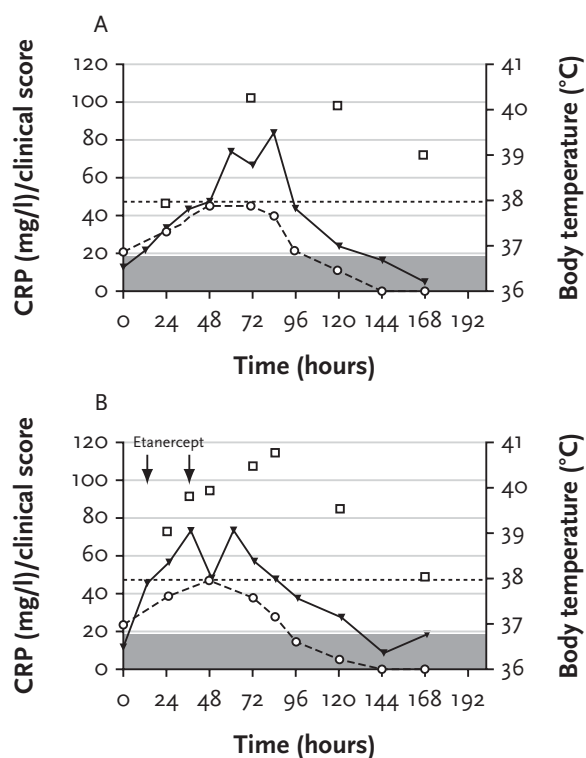 A
CRP (mg/l)/clinical score
120
100
80
60
40
20
0
Body temperature (°C)
41
40
39
38
37
36
0 24 48 72 96 120 144 168 192
Time (hours)
B
Etanercept
CRP (mg/l)/clinical score
120
100
80
60
40
20
0
Body temperature (°C)
41
40
39
38
37
36
0 24 48 72 96 120 144 168 192
Time (hours)